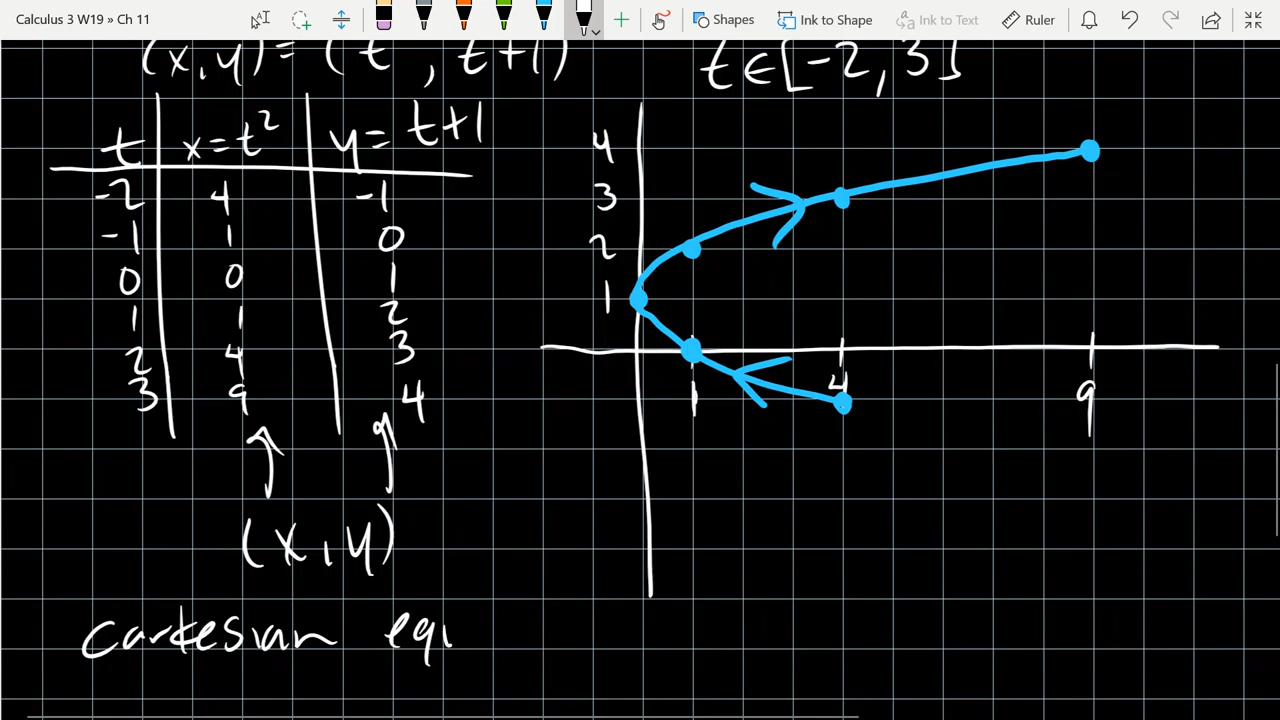 Calculus 3 W19 » Ch 11
Shapes
Ink to Shape
Ink to Text
Ruler
(x,y) = (t , t+1)
t∈[-2, 3]
t x=t² y= t+1
-2 4 -1
-1 1 0
0 0 1
1 1 2
2 4 3
3 9 4
4
3
2
1
1 4 9
(x,y)
cartesian equ